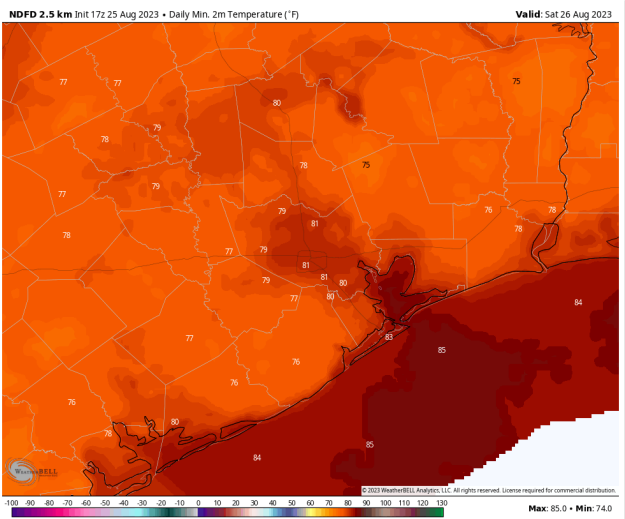 NDFD 2.5 km Init 17z 25 Aug 2023 • Daily Min. 2m Temperature (°F)
Valid: Sat 26 Aug 2023
77 77 75
80
79
78
78 75
79
77
79 76 78
81
78 78
77 79
81
81
79 80
77 80
84
77 83
85
76
76
76
80
78
85
84
WeatherBELL
© 2023 WeatherBELL Analytics, LLC. All rights reserved. License required for commercial distribution.
-100 -90 -80 -70 -60 -50 -40 -30 -20 -10 0 10 20 30 40 50 60 70 80 90 100 110 120 130
Max: 85.0 • Min: 74.0